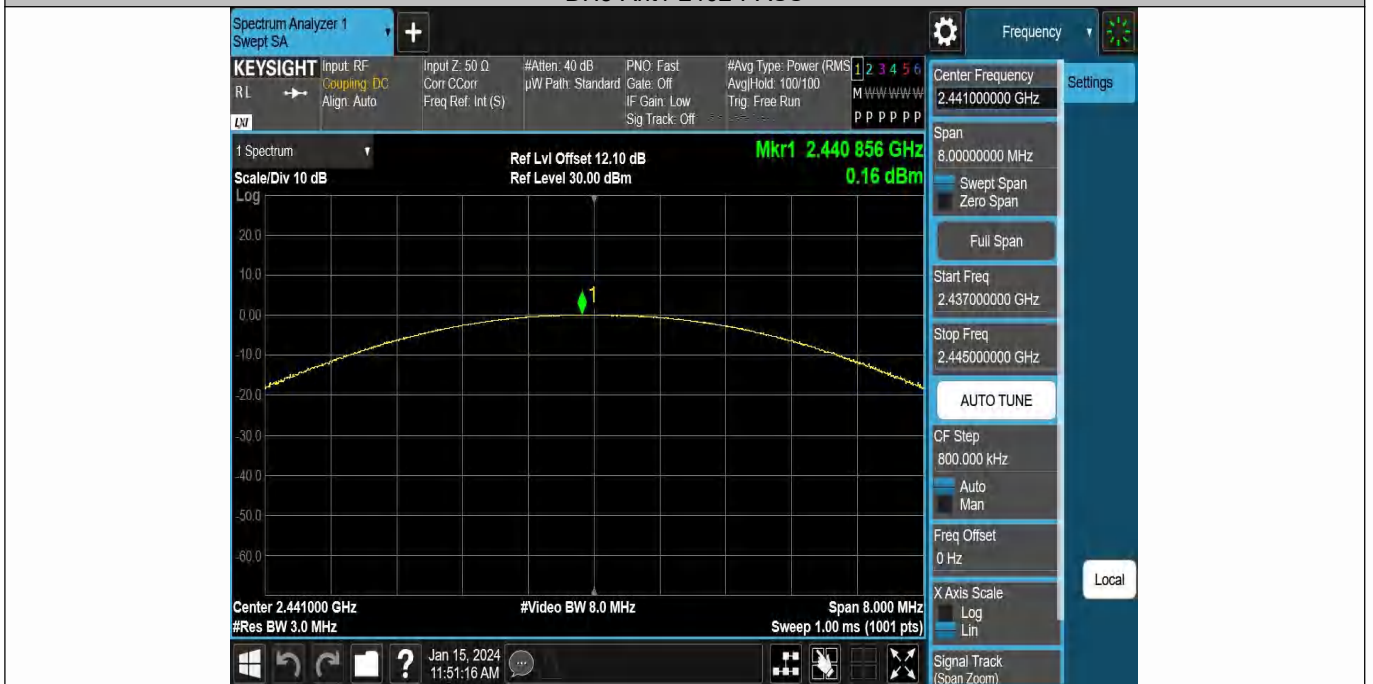 Spectrum Analyzer 1
Swept SA
Frequency
KEYSIGHT
RL
LXI
Input: RF
Coupling: DC
Align: Auto
Input Z: 50 Ω
Corr CCorr
Freq Ref: Int (S)
#Atten: 40 dB
µW Path: Standard
PNO: Fast
Gate: Off
IF Gain: Low
Sig Track: Off
#Avg Type: Power (RMS
Avg|Hold: 100/100
Trig: Free Run
1 2 3 4 5 6
M W W W W W
P P P P P P
1 Spectrum
Scale/Div 10 dB
Log
Ref Lvl Offset 12.10 dB
Ref Level 30.00 dBm
Mkr1 2.440 856 GHz
0.16 dBm
20.0
10.0
0.00
-10.0
-20.0
-30.0
-40.0
-50.0
-60.0
1
Center 2.441000 GHz
#Res BW 3.0 MHz
#Video BW 8.0 MHz
Span 8.000 MHz
Sweep 1.00 ms (1001 pts)
Center Frequency
2.441000000 GHz
Settings
Span
8.00000000 MHz
Swept Span
Zero Span
Full Span
Start Freq
2.437000000 GHz
Stop Freq
2.445000000 GHz
AUTO TUNE
CF Step
800.000 kHz
Auto
Man
Freq Offset
0 Hz
X Axis Scale
Log
Lin
Local
Signal Track
(Span Zoom)
?
Jan 15, 2024
11:51:16 AM